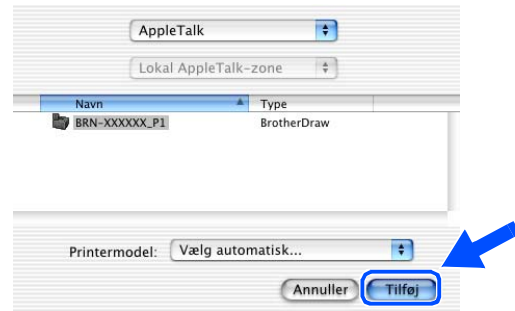 AppleTalk
Lokal AppleTalk-zone
Navn Type
BRN-XXXXXX_P1 BrotherDraw
Printermodel: Vælg automatisk...
Annuller Tilføj